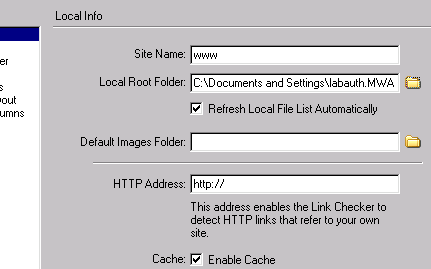 Local Info
Site Name: www
er
Local Root Folder: C:\Documents and Settings\labauth.MWA
s
out
Refresh Local File List Automatically
umns
Default Images Folder:
HTTP Address: http://
This address enables the Link Checker to
detect HTTP links that refer to your own
site.
Cache: Enable Cache